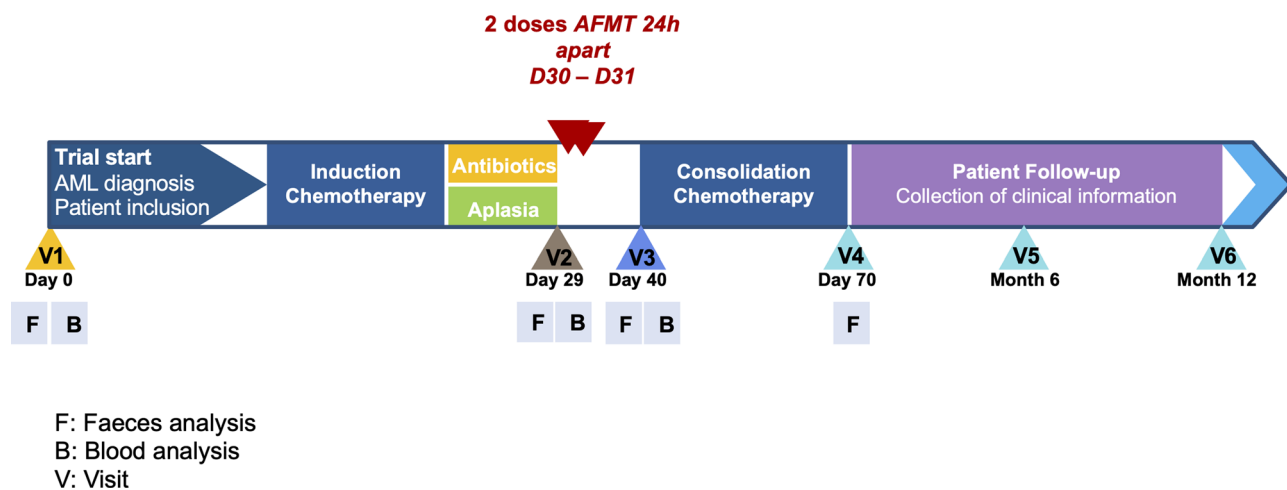 2 doses AFMT 24h
apart
D30 – D31
Trial start
AML diagnosis
Patient inclusion
Induction
Chemotherapy
Antibiotics
Aplasia
Consolidation
Chemotherapy
Patient Follow-up
Collection of clinical information
V1
V2
V3
V4
V5
V6
Day 0
Day 29
Day 40
Day 70
Month 6
Month 12
F
B
F
B
F
B
F
F: Faeces analysis
B: Blood analysis
V: Visit